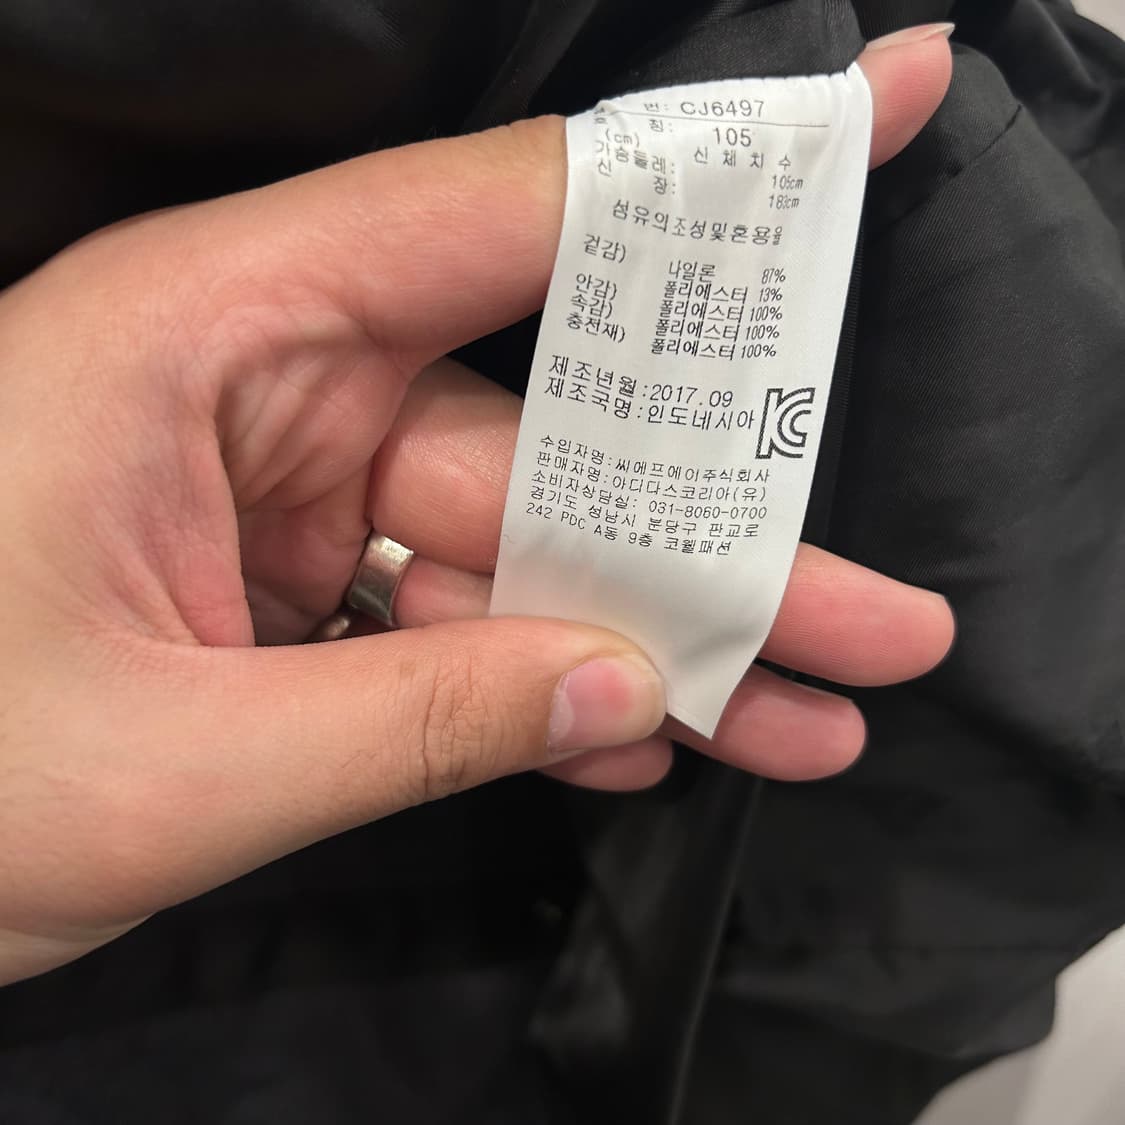 번: CJ6497
호 칭: 105
(cm) 신 체 치 수
가슴둘레: 105cm
신 장: 183cm
섬유의조성및혼용율
겉감) 나일론 87%
폴리에스터 13%
안감) 폴리에스터 100%
속감) 폴리에스터 100%
충전재) 폴리에스터 100%
제조년월:2017.09
제조국명:인도네시아
수입자명:씨에프에이주식회사
판매자명:아디다스코리아(유)
소비자상담실: 031-8060-0700
경기도 성남시 분당구 판교로
242 PDC A동 9층 코웰패션